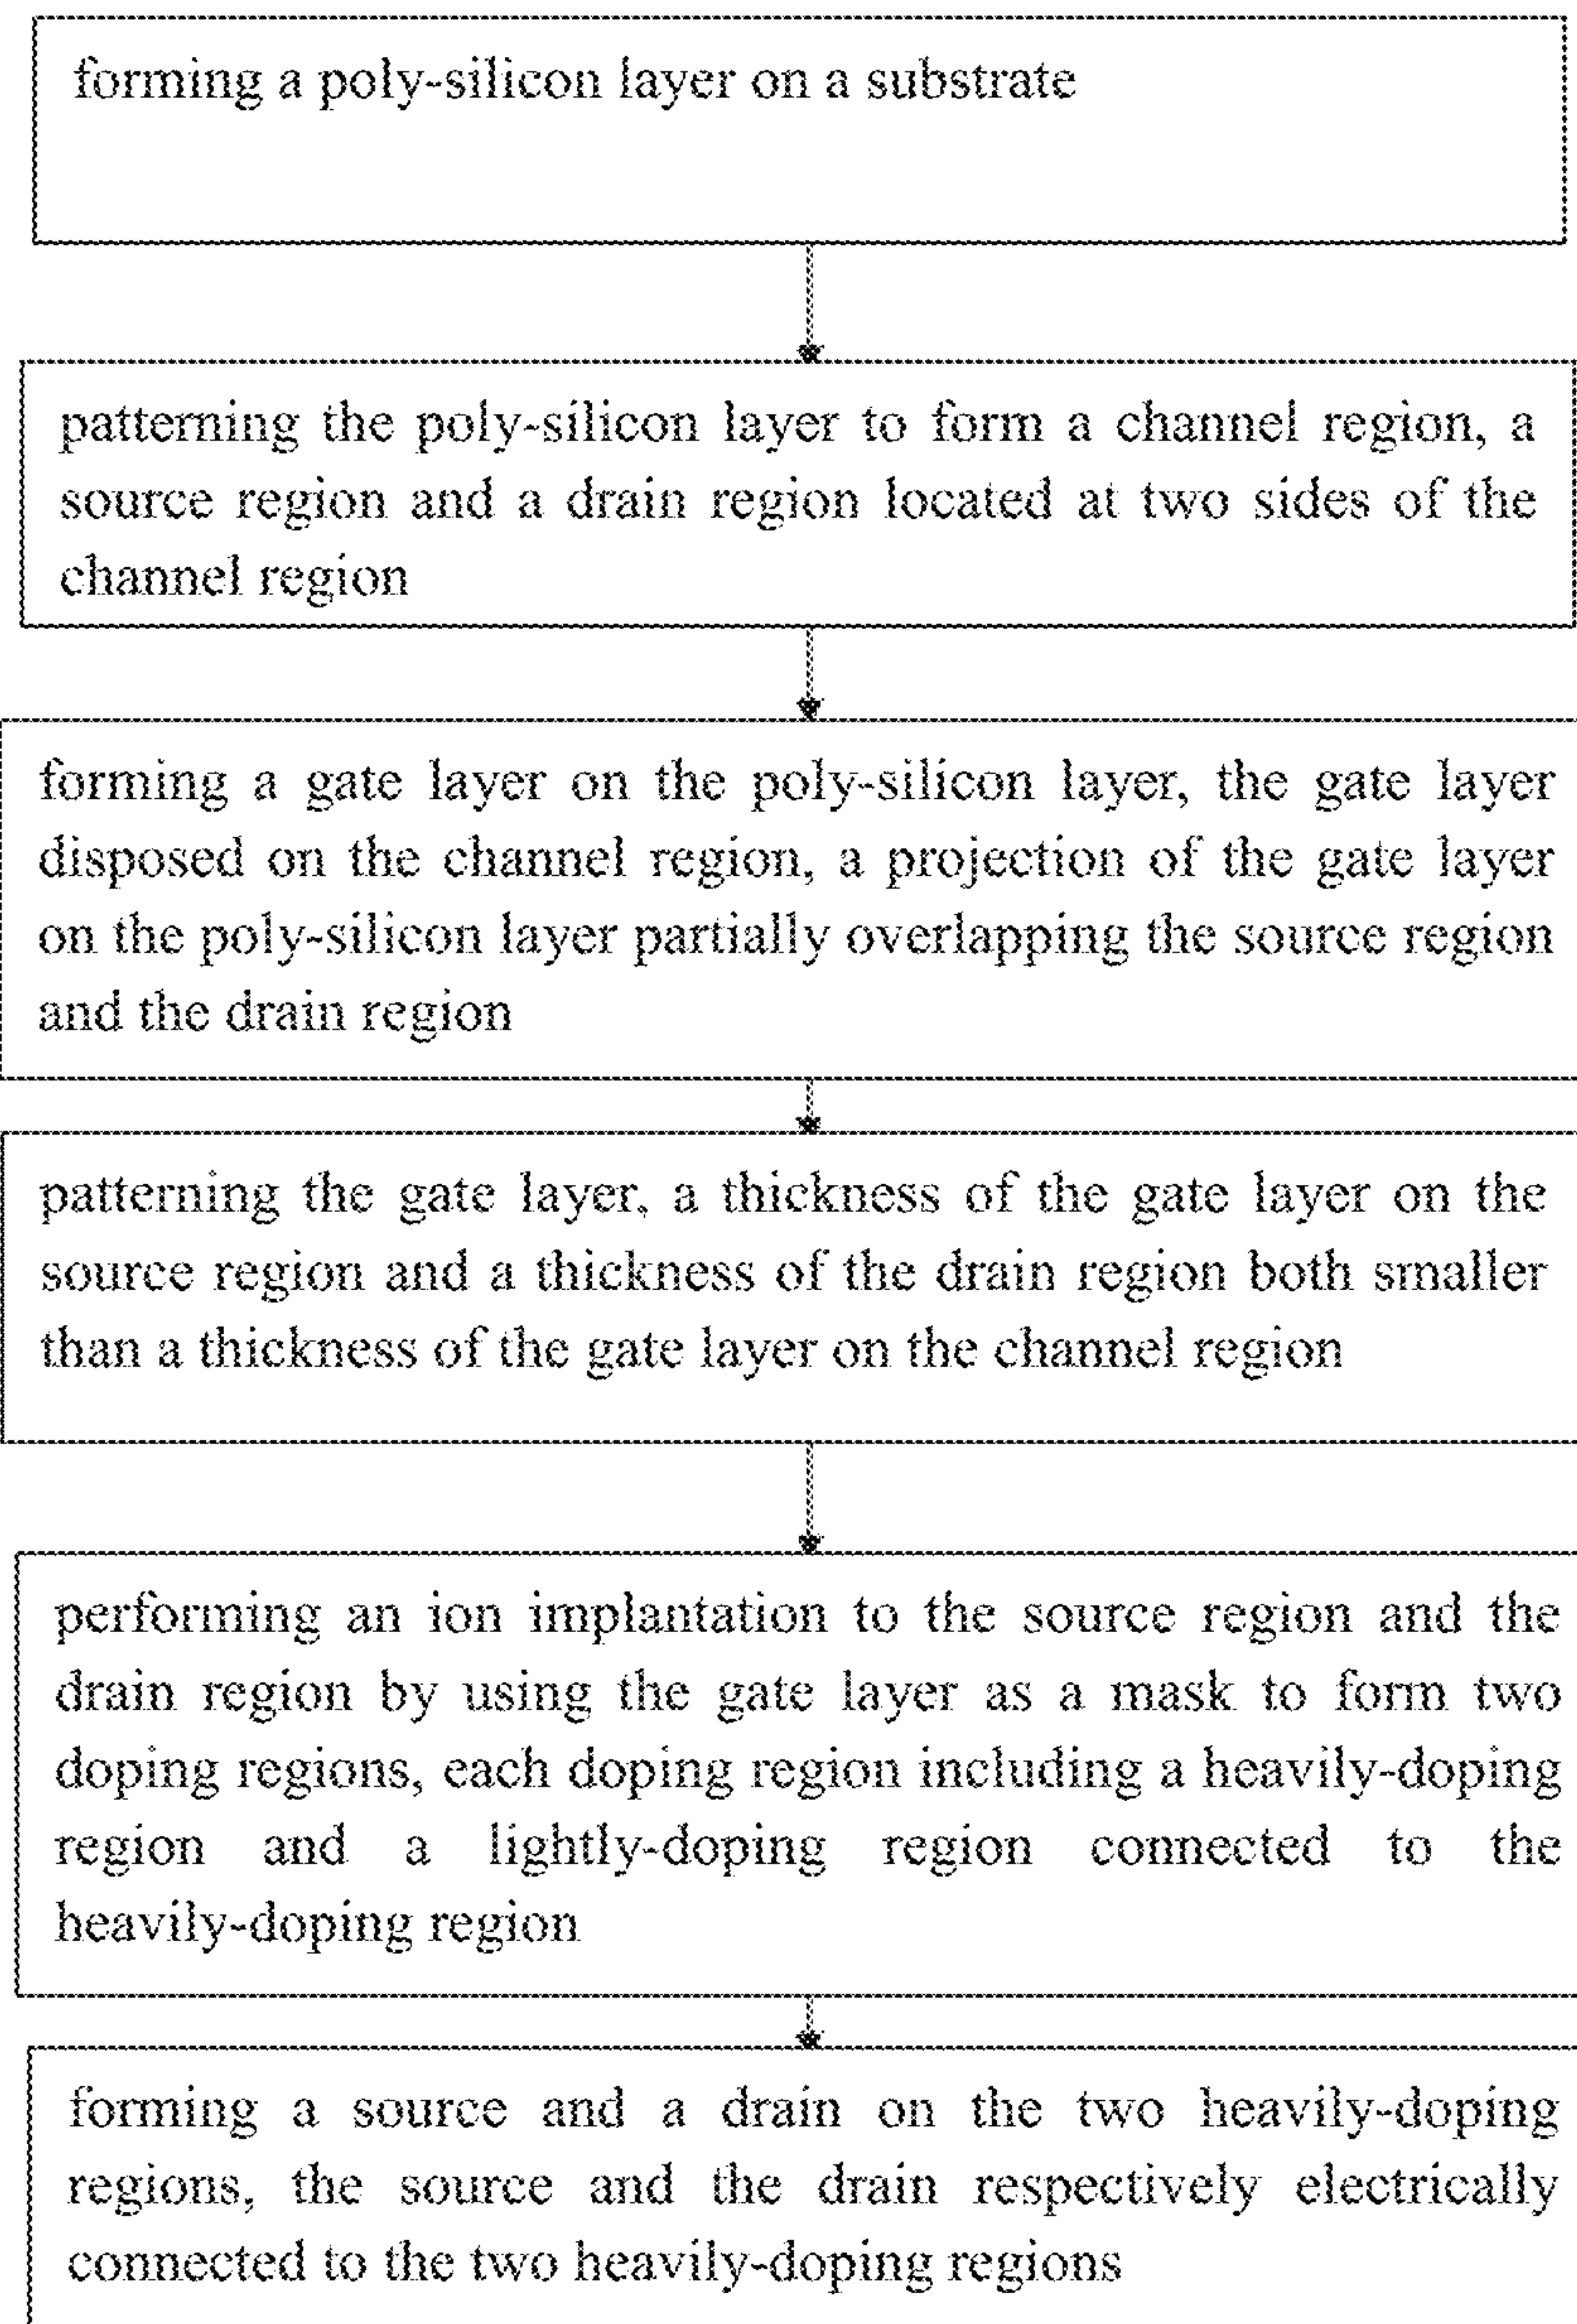 forming a poly-silicon layer on a substrate
patterning the poly-silicon layer to form a channel region, a
source region and a drain region located at two sides of the
channel region
forming a gate layer on the poly-silicon layer, the gate layer
disposed on the channel region, a projection of the gate layer
on the poly-silicon layer partially overlapping the source region
and the drain region
patterning the gate layer, a thickness of the gate layer on the
source region and a thickness of the drain region both smaller
than a thickness of the gate layer on the channel region
performing an ion implantation to the source region and the
drain region by using the gate layer as a mask to form two
doping regions, each doping region including a heavily-doping
region and a lightly-doping region connected to the
heavily-doping region
forming a source and a drain on the two heavily-doping
regions, the source and the drain respectively electrically
connected to the two heavily-doping regions